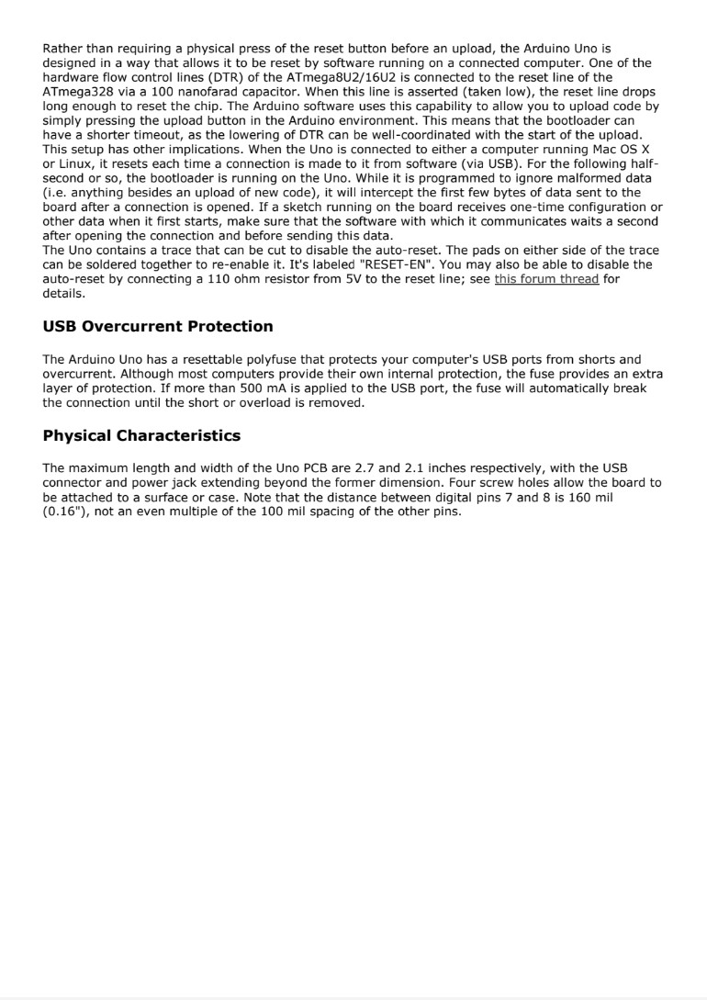 Rather than requiring a physical press of the reset button before an upload, the Arduino Uno is
designed in a way that allows it to be reset by software running on a connected computer. One of the
hardware flow control lines (DTR) of the ATmega8U2/16U2 is connected to the reset line of the
ATmega328 via a 100 nanofarad capacitor. When this line is asserted (taken low), the reset line drops
long enough to reset the chip. The Arduino software uses this capability to allow you to upload code by
simply pressing the upload button in the Arduino environment. This means that the bootloader can
have a shorter timeout, as the lowering of DTR can be well-coordinated with the start of the upload.
This setup has other implications. When the Uno is connected to either a computer running Mac OS X
or Linux, it resets each time a connection is made to it from software (via USB). For the following half-
second or so, the bootloader is running on the Uno. While it is programmed to ignore malformed data
(i.e. anything besides an upload of new code), it will intercept the first few bytes of data sent to the
board after a connection is opened. If a sketch running on the board receives one-time configuration or
other data when it first starts, make sure that the software with which it communicates waits a second
after opening the connection and before sending this data.
The Uno contains a trace that can be cut to disable the auto-reset. The pads on either side of the trace
can be soldered together to re-enable it. It's labeled "RESET-EN". You may also be able to disable the
auto-reset by connecting a 110 ohm resistor from 5V to the reset line; see this forum thread for
details.
USB Overcurrent Protection
The Arduino Uno has a resettable polyfuse that protects your computer's USB ports from shorts and
overcurrent. Although most computers provide their own internal protection, the fuse provides an extra
layer of protection. If more than 500 mA is applied to the USB port, the fuse will automatically break
the connection until the short or overload is removed.
Physical Characteristics
The maximum length and width of the Uno PCB are 2.7 and 2.1 inches respectively, with the USB
connector and power jack extending beyond the former dimension. Four screw holes allow the board to
be attached to a surface or case. Note that the distance between digital pins 7 and 8 is 160 mil
(0.16"), not an even multiple of the 100 mil spacing of the other pins.